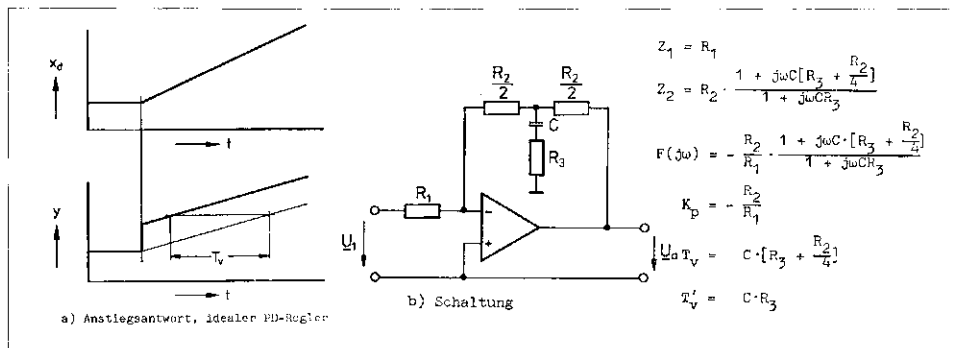 x_d
t
y
T_v
t
a) Anstiegsantwort, idealer PD-Regler
R_2/2 R_2/2
C
R_3
R_1
-
+
U_1
U_a
b) Schaltung
Z_1 = R_1
Z_2 = R_2 · (1 + jωC[R_3 + R_2/4]) / (1 + jωCR_3)
F(jω) = - R_2/R_1 · (1 + jωC·[R_3 + R_2/4]) / (1 + jωCR_3)
K_p = - R_2/R_1
T_v = C·[R_3 + R_2/4]
T_v' = C·R_3